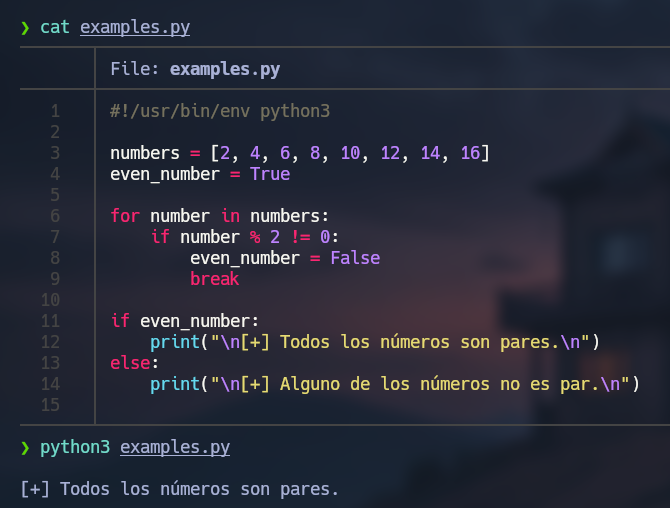 ❯ cat examples.py
File: examples.py
1 #!/usr/bin/env python3
2
3 numbers = [2, 4, 6, 8, 10, 12, 14, 16]
4 even_number = True
5
6 for number in numbers:
7     if number % 2 != 0:
8         even_number = False
9         break
10
11 if even_number:
12     print("\n[+] Todos los números son pares.\n")
13 else:
14     print("\n[+] Alguno de los números no es par.\n")
15
❯ python3 examples.py
[+] Todos los números son pares.